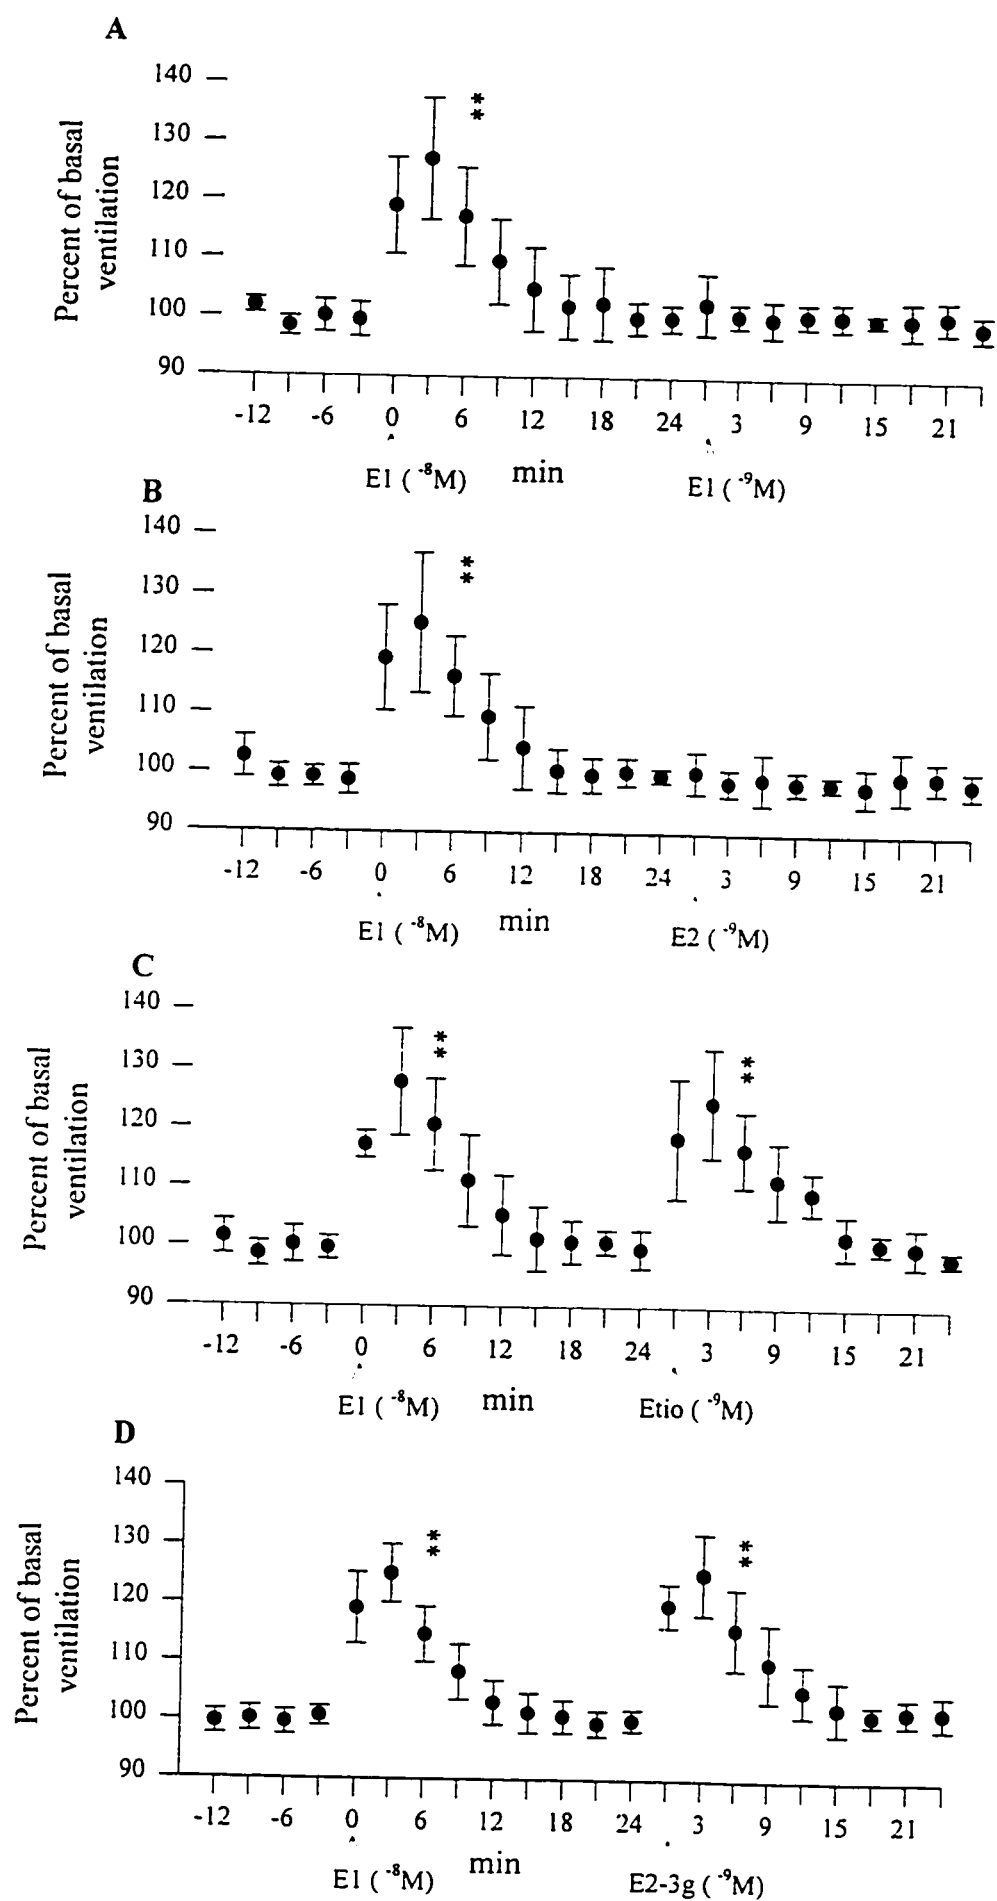 A
140
130
120
110
100
90
Percent of basal
ventilation
**
-12 -6 0 6 12 18 24 3 9 15 21
E1 ( ⁻⁸M) min E1 ( ⁻⁹M)
B
140
130
120
110
100
90
Percent of basal
ventilation
**
-12 -6 0 6 12 18 24 3 9 15 21
E1 ( ⁻⁸M) min E2 ( ⁻⁹M)
C
140
130
120
110
100
90
Percent of basal
ventilation
** **
-12 -6 0 6 12 18 24 3 9 15 21
E1 ( ⁻⁸M) min Etio ( ⁻⁹M)
D
140
130
120
110
100
90
Percent of basal
ventilation
** **
-12 -6 0 6 12 18 24 3 9 15 21
E1 ( ⁻⁸M) min E2-3g ( ⁻⁹M)